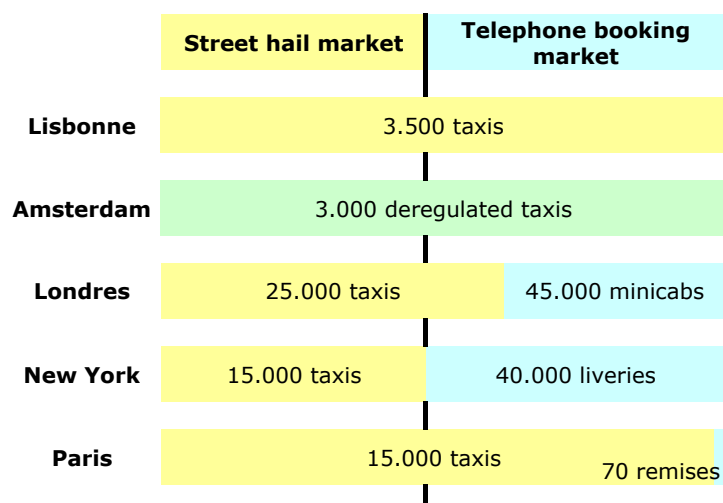 Street hail market
Telephone booking
market
Lisbonne
3.500 taxis
Amsterdam
3.000 deregulated taxis
Londres
25.000 taxis
45.000 minicabs
New York
15.000 taxis
40.000 liveries
Paris
15.000 taxis
70 remises